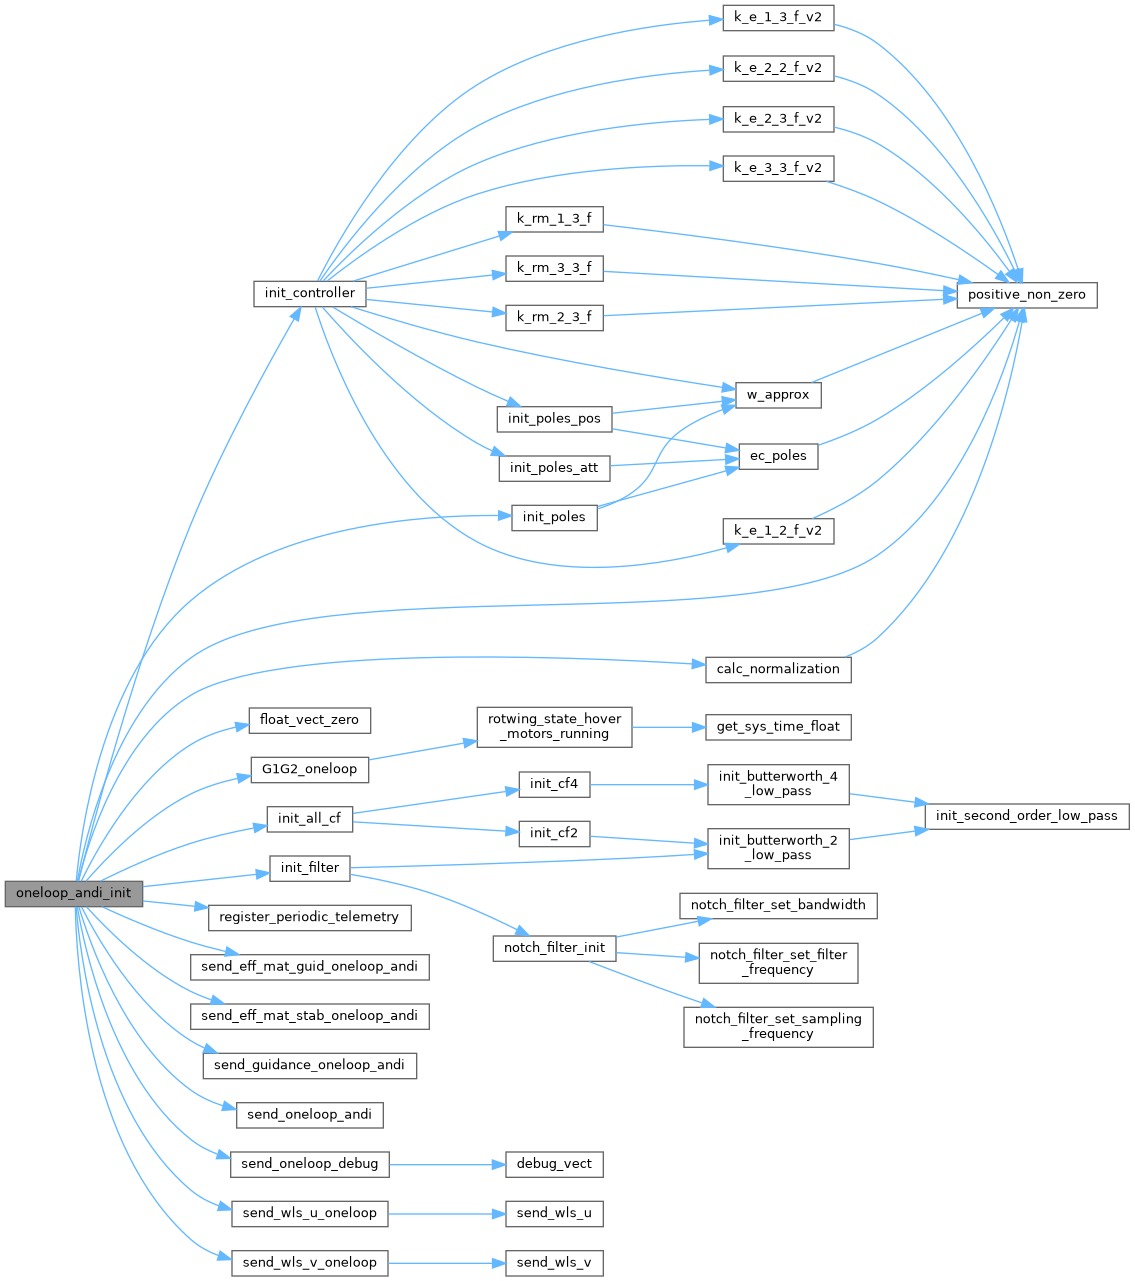 k_e_1_3_f_v2
k_e_2_2_f_v2
k_e_2_3_f_v2
k_e_3_3_f_v2
k_rm_1_3_f
k_rm_3_3_f
init_controller
positive_non_zero
k_rm_2_3_f
w_approx
init_poles_pos
ec_poles
init_poles_att
init_poles
k_e_1_2_f_v2
calc_normalization
float_vect_zero
rotwing_state_hover
_motors_running
get_sys_time_float
G1G2_oneloop
init_cf4
init_butterworth_4
_low_pass
init_all_cf
init_second_order_low_pass
init_cf2
init_butterworth_2
_low_pass
init_filter
oneloop_andi_init
notch_filter_set_bandwidth
register_periodic_telemetry
notch_filter_init
notch_filter_set_filter
_frequency
send_eff_mat_guid_oneloop_andi
send_eff_mat_stab_oneloop_andi
notch_filter_set_sampling
_frequency
send_guidance_oneloop_andi
send_oneloop_andi
send_oneloop_debug
debug_vect
send_wls_u_oneloop
send_wls_u
send_wls_v_oneloop
send_wls_v